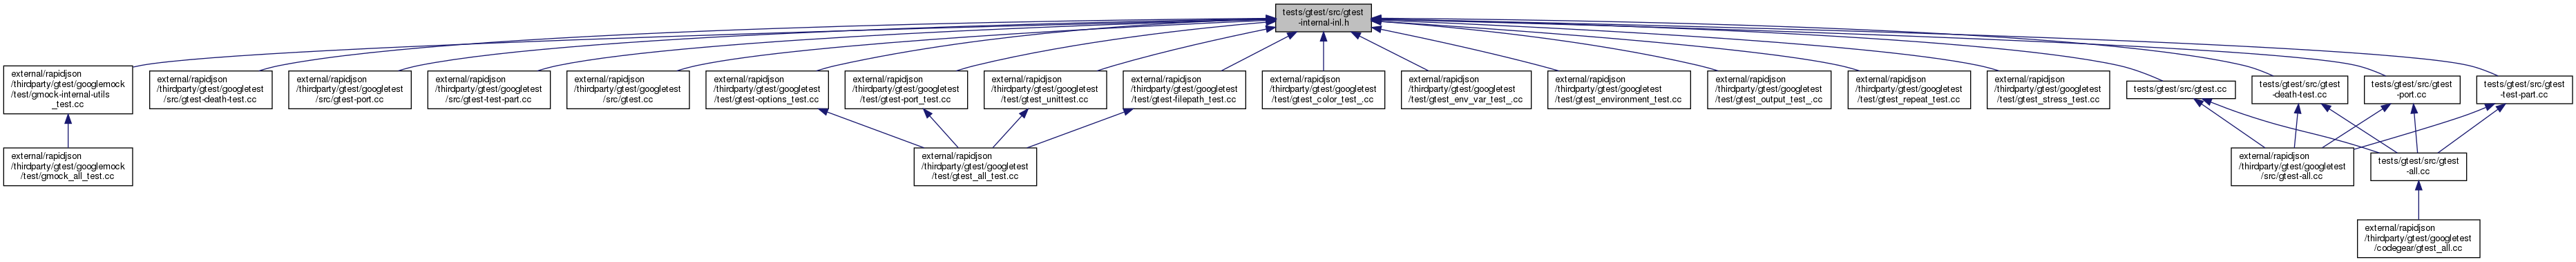 tests/gtest/src/gtest
-internal-inl.h
external/rapidjson
/thirdparty/gtest/googlemock
/test/gmock-internal-utils
_test.cc
external/rapidjson
/thirdparty/gtest/googletest
/src/gtest-death-test.cc
external/rapidjson
/thirdparty/gtest/googletest
/src/gtest-port.cc
external/rapidjson
/thirdparty/gtest/googletest
/src/gtest-test-part.cc
external/rapidjson
/thirdparty/gtest/googletest
/src/gtest.cc
external/rapidjson
/thirdparty/gtest/googletest
/test/gtest-options_test.cc
external/rapidjson
/thirdparty/gtest/googletest
/test/gtest-port_test.cc
external/rapidjson
/thirdparty/gtest/googletest
/test/gtest_unittest.cc
external/rapidjson
/thirdparty/gtest/googletest
/test/gtest-filepath_test.cc
external/rapidjson
/thirdparty/gtest/googletest
/test/gtest_color_test_.cc
external/rapidjson
/thirdparty/gtest/googletest
/test/gtest_env_var_test_.cc
external/rapidjson
/thirdparty/gtest/googletest
/test/gtest_environment_test.cc
external/rapidjson
/thirdparty/gtest/googletest
/test/gtest_output_test_.cc
external/rapidjson
/thirdparty/gtest/googletest
/test/gtest_repeat_test.cc
external/rapidjson
/thirdparty/gtest/googletest
/test/gtest_stress_test.cc
tests/gtest/src/gtest.cc
tests/gtest/src/gtest
-death-test.cc
tests/gtest/src/gtest
-port.cc
tests/gtest/src/gtest
-test-part.cc
external/rapidjson
/thirdparty/gtest/googlemock
/test/gmock_all_test.cc
external/rapidjson
/thirdparty/gtest/googletest
/test/gtest_all_test.cc
external/rapidjson
/thirdparty/gtest/googletest
/src/gtest-all.cc
tests/gtest/src/gtest
-all.cc
external/rapidjson
/thirdparty/gtest/googletest
/codegear/gtest_all.cc